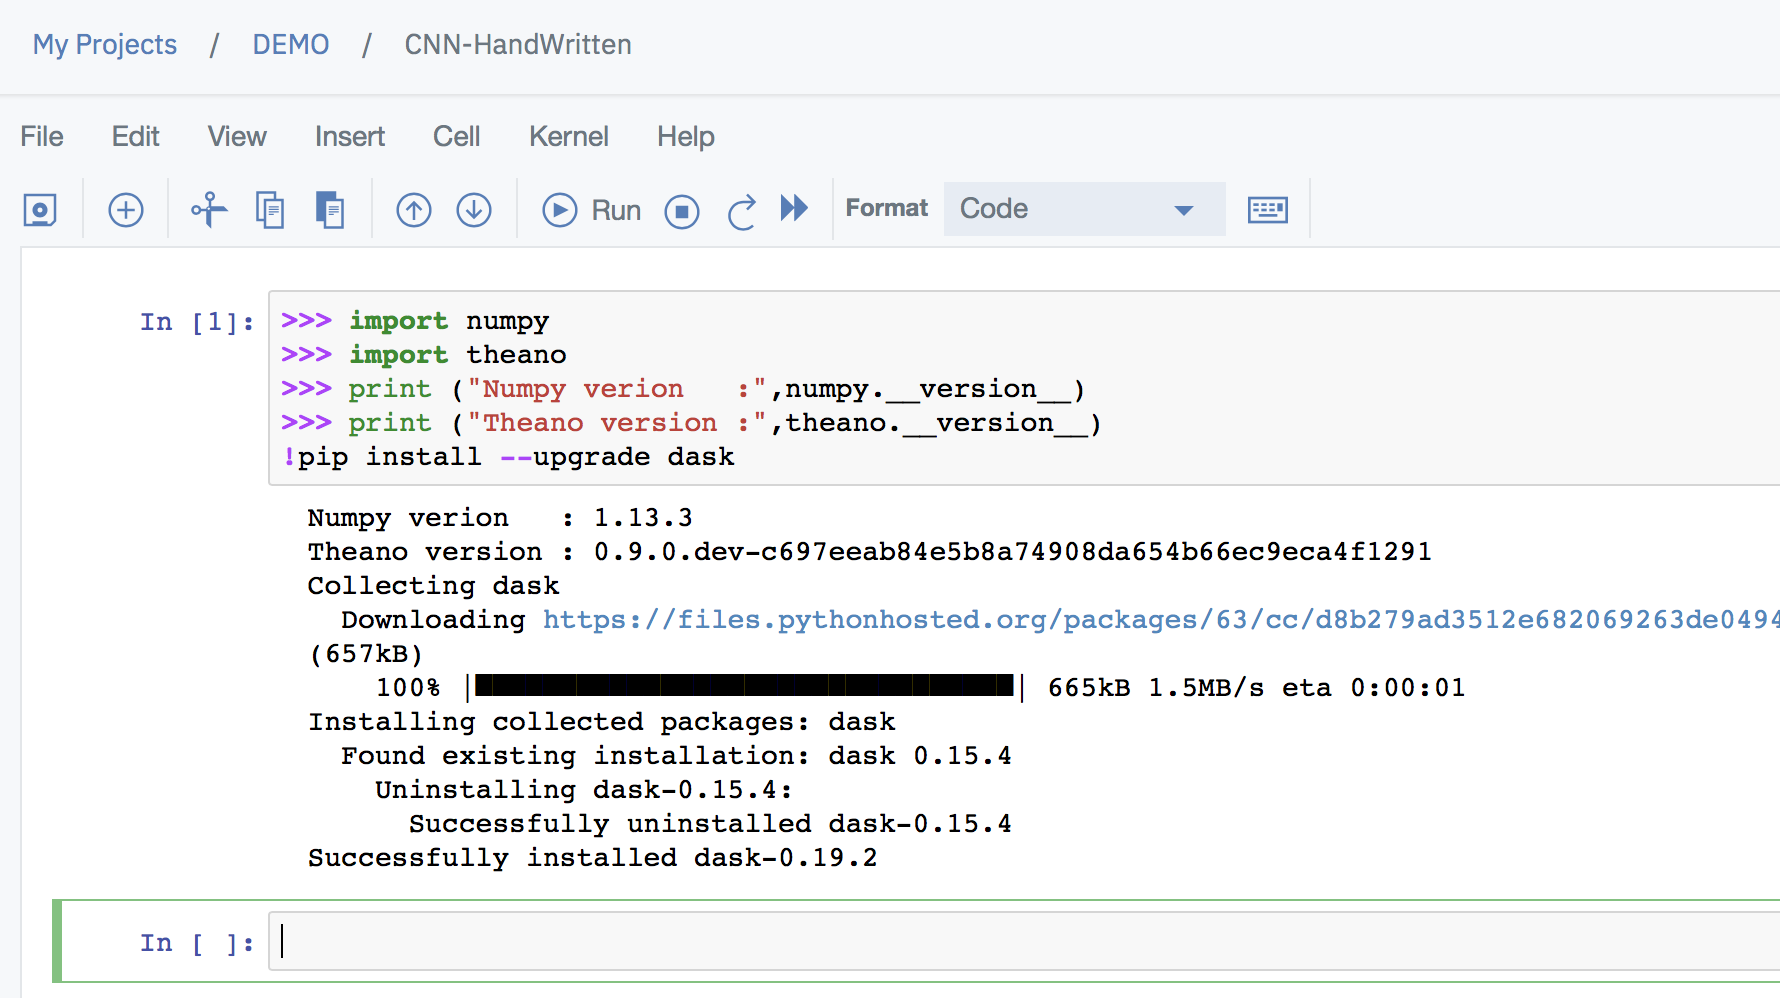 My Projects / DEMO / CNN-HandWritten
File Edit View Insert Cell Kernel Help
Run Format Code
In [1]:
>>> import numpy
>>> import theano
>>> print ("Numpy verion   :",numpy.__version__)
>>> print ("Theano version :",theano.__version__)
!pip install --upgrade dask
Numpy verion   : 1.13.3
Theano version : 0.9.0.dev-c697eeab84e5b8a74908da654b66ec9eca4f1291
Collecting dask
Downloading https://files.pythonhosted.org/packages/63/cc/d8b279ad3512e682069263de0494
(657kB)
100% || 665kB 1.5MB/s eta 0:00:01
Installing collected packages: dask
Found existing installation: dask 0.15.4
Uninstalling dask-0.15.4:
Successfully uninstalled dask-0.15.4
Successfully installed dask-0.19.2
In [ ]: